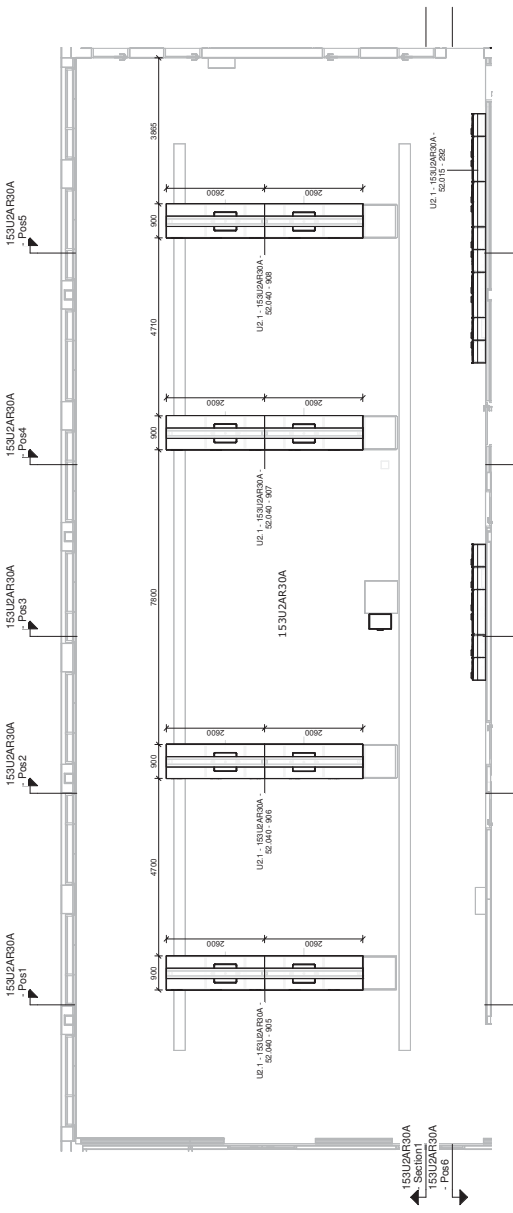 3865
U2.1 - 153U2AR30A -
52.015 - 292
153U2AR30A
- Pos5
2600
2600
900
U2.1 - 153U2AR30A -
52.040 - 908
4710
153U2AR30A
- Pos4
2600
2600
900
U2.1 - 153U2AR30A -
52.040 - 907
153U2AR30A
- Pos3
7800
153U2AR30A
153U2AR30A
- Pos2
2600
2600
900
U2.1 - 153U2AR30A -
52.040 - 906
4700
153U2AR30A
- Pos1
2600
2600
900
U2.1 - 153U2AR30A -
52.040 - 905
153U2AR30A
- Section1
153U2AR30A
- Pos6